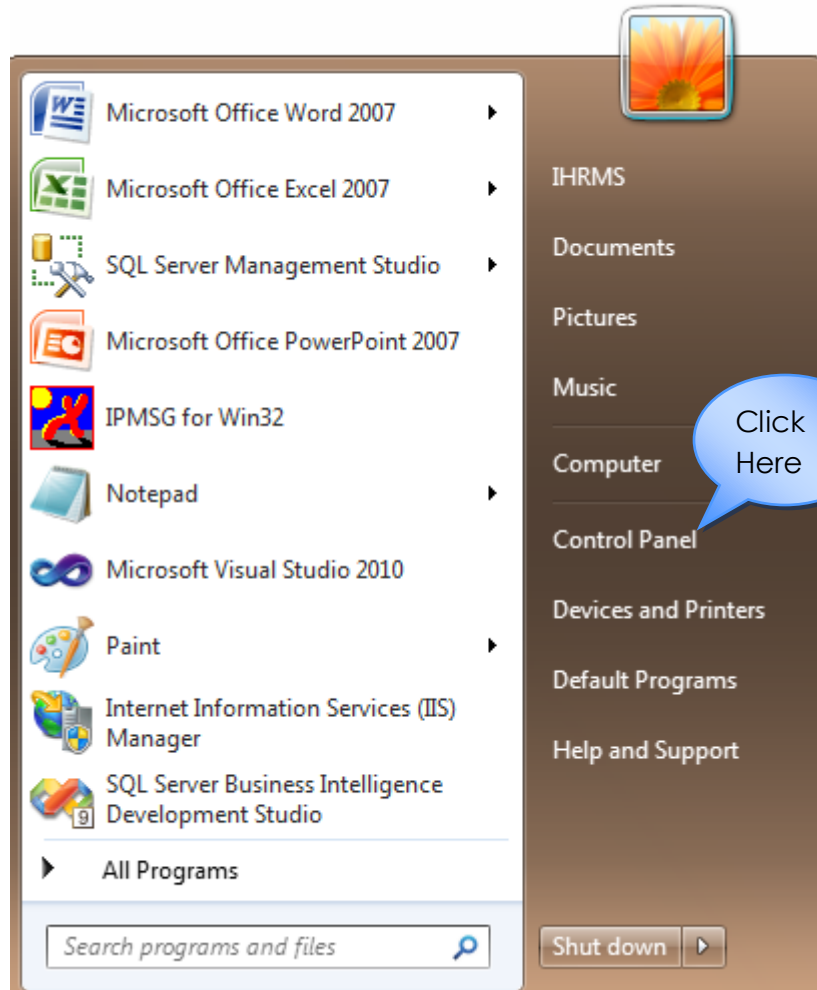 Microsoft Office Word 2007
Microsoft Office Excel 2007
SQL Server Management Studio
Microsoft Office PowerPoint 2007
IPMSG for Win32
Notepad
Microsoft Visual Studio 2010
Paint
Internet Information Services (IIS)
Manager
SQL Server Business Intelligence
Development Studio
9
All Programs
Search programs and files
IHRMS
Documents
Pictures
Music
Click
Here
Computer
Control Panel
Devices and Printers
Default Programs
Help and Support
Shut down